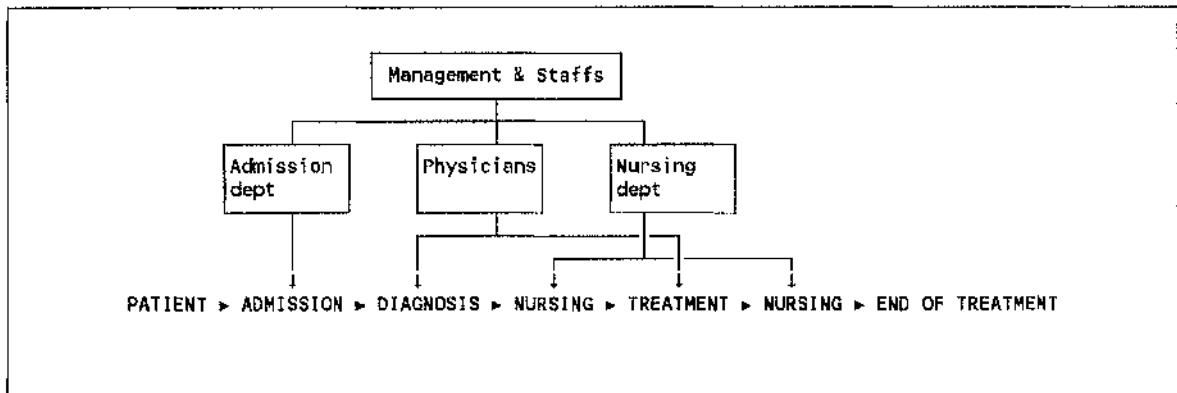 Management & Staffs
Admission
dept
Physicians
Nursing
dept
PATIENT ► ADMISSION ► DIAGNOSIS ► NURSING ► TREATMENT ► NURSING ► END OF TREATMENT